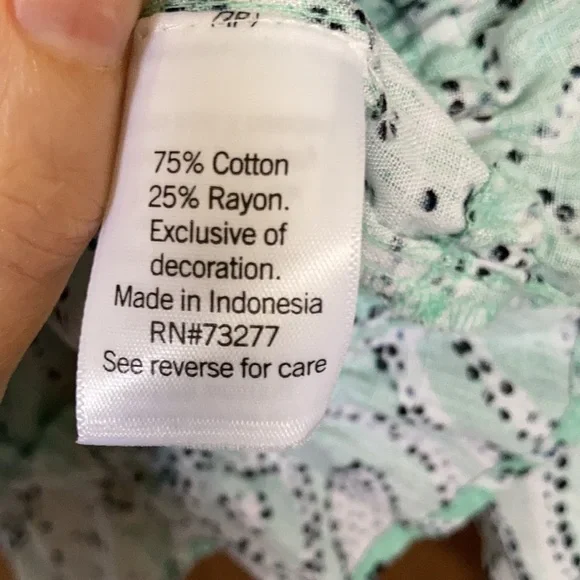 75% Cotton
25% Rayon.
Exclusive of
decoration.
Made in Indonesia
RN#73277
See reverse for care